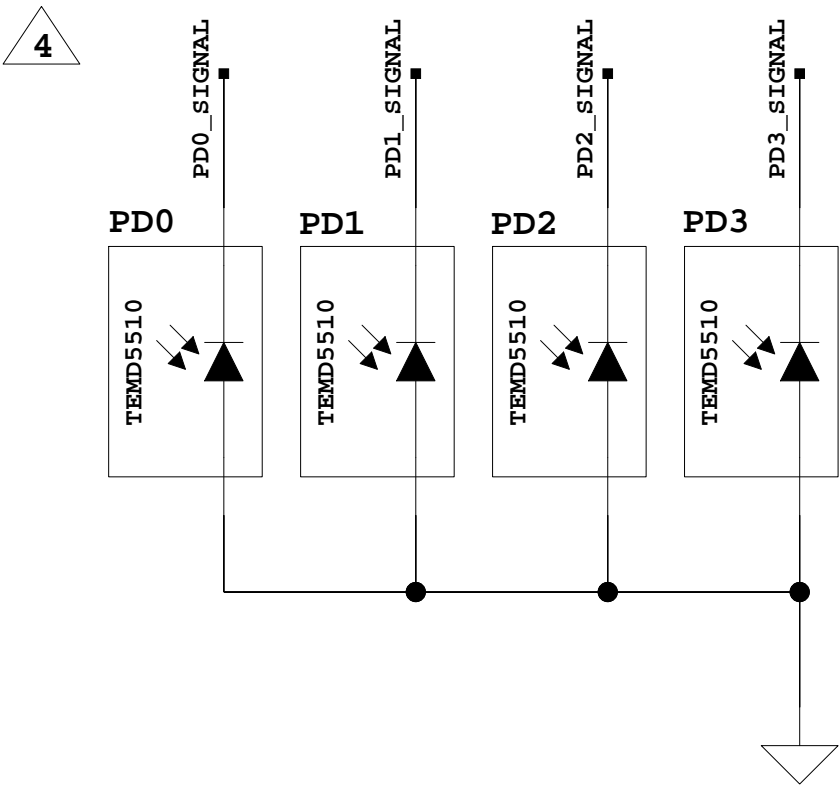 4
PD0_SIGNAL
PD1_SIGNAL
PD2_SIGNAL
PD3_SIGNAL
PD0
PD1
PD2
PD3
TEMD5510
TEMD5510
TEMD5510
TEMD5510